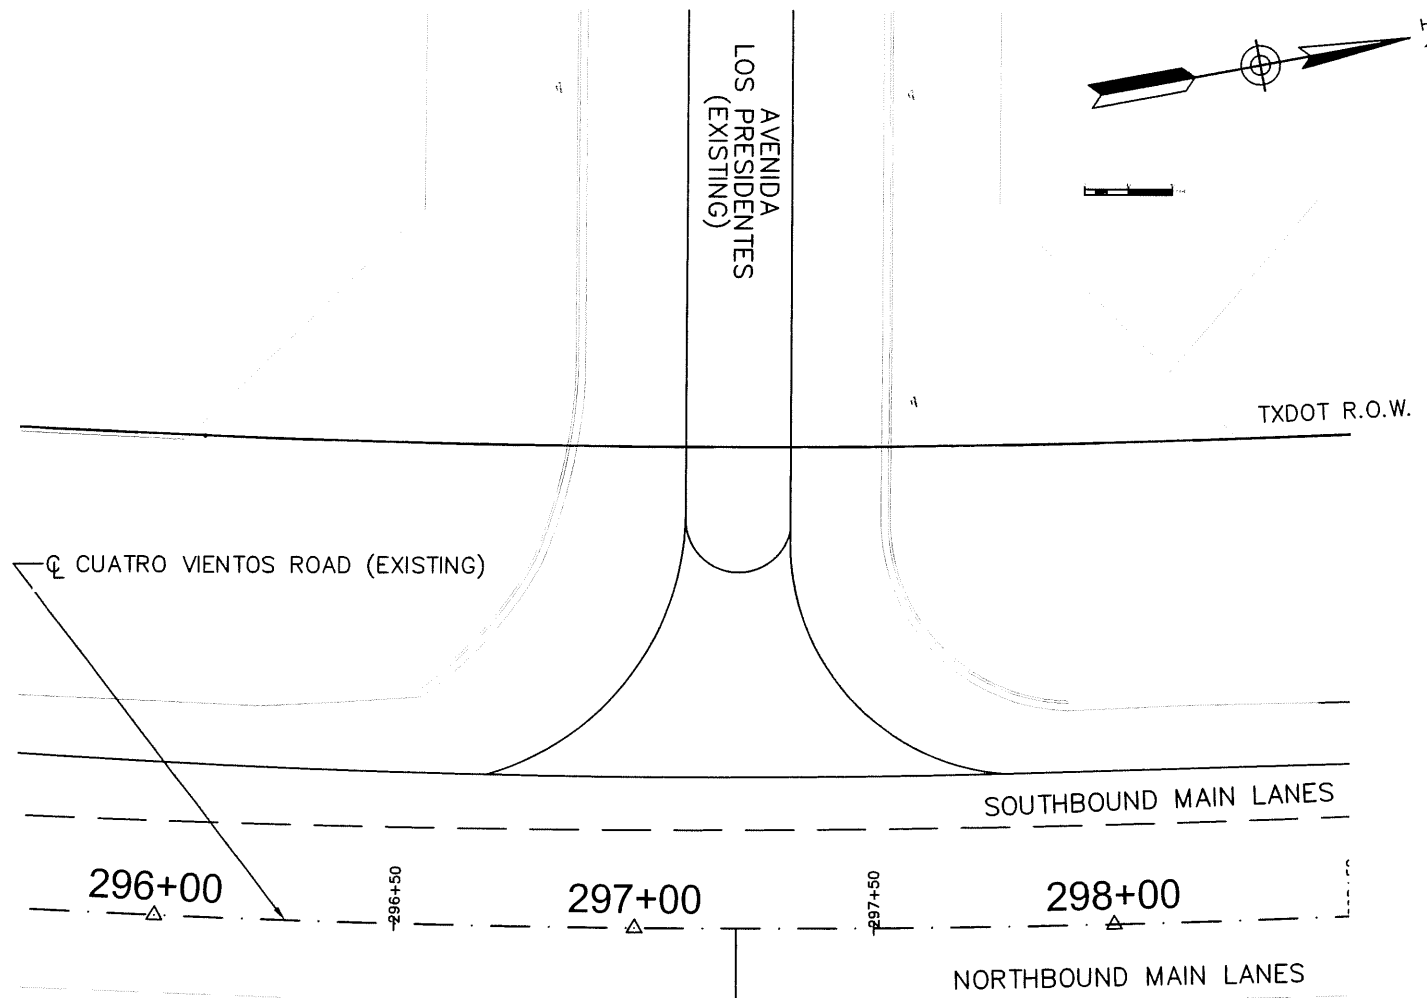 AVENIDA
LOS PRESIDENTES
(EXISTING)
TXDOT R.O.W.
℄ CUATRO VIENTOS ROAD (EXISTING)
SOUTHBOUND MAIN LANES
296+00
296+50
297+00
297+50
298+00
NORTHBOUND MAIN LANES